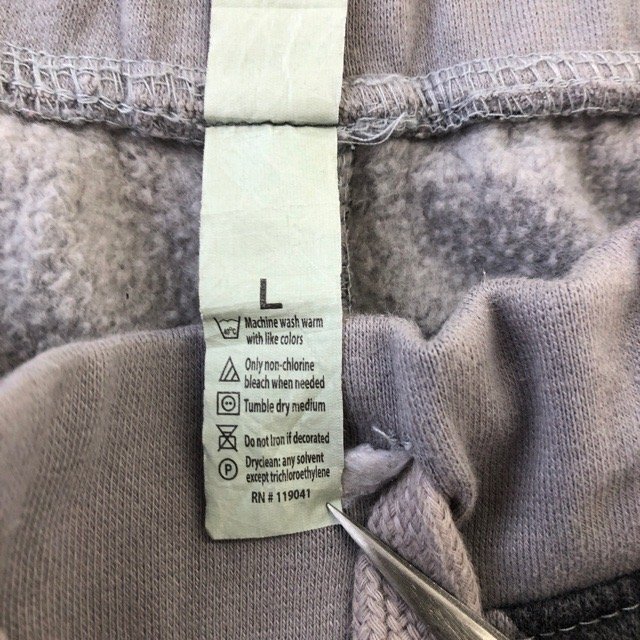 L
Machine wash warm
with like colors
Only non-chlorine
bleach when needed
Tumble dry medium
Do not Iron if decorated
P
Dryclean: any solvent
except trichloroethylene
RN # 119041